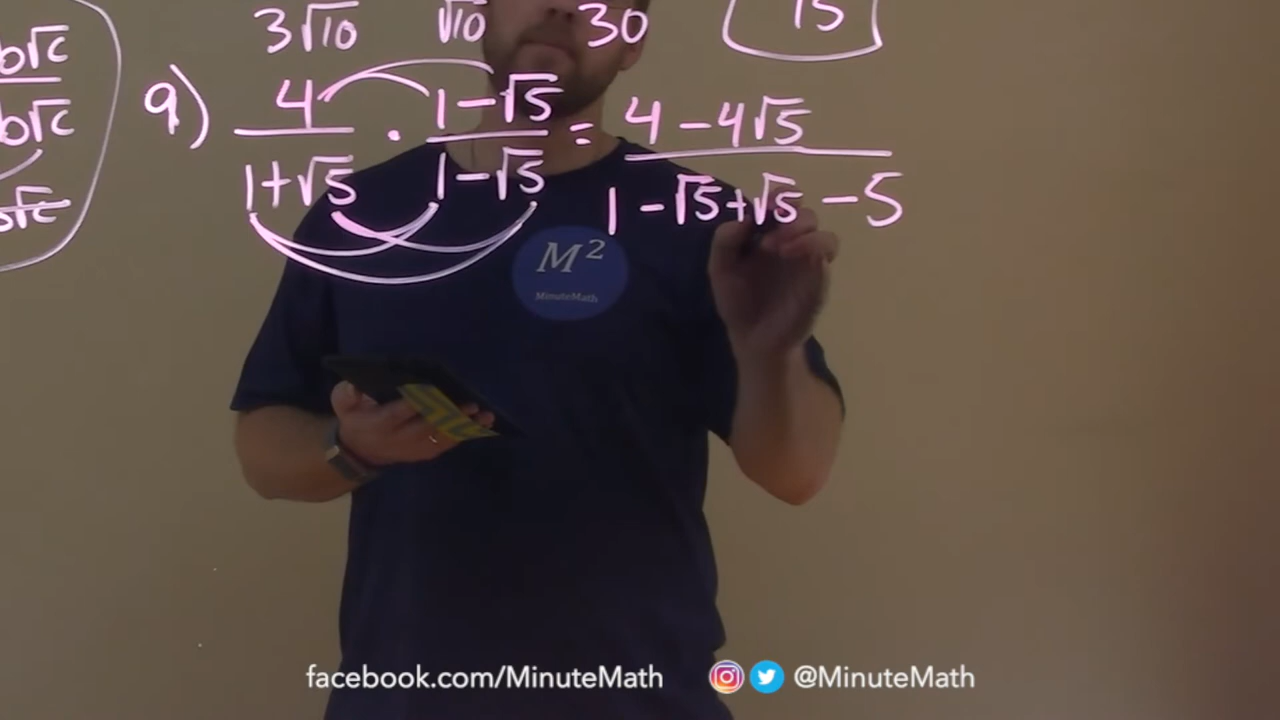 3√10 √10 30 15
b√c
b√c
√c
9) 4 / 1+√5 · 1-√5 / 1-√5 = 4-4√5 / 1-√5+√5-5
M²
MinuteMath
facebook.com/MinuteMath @MinuteMath